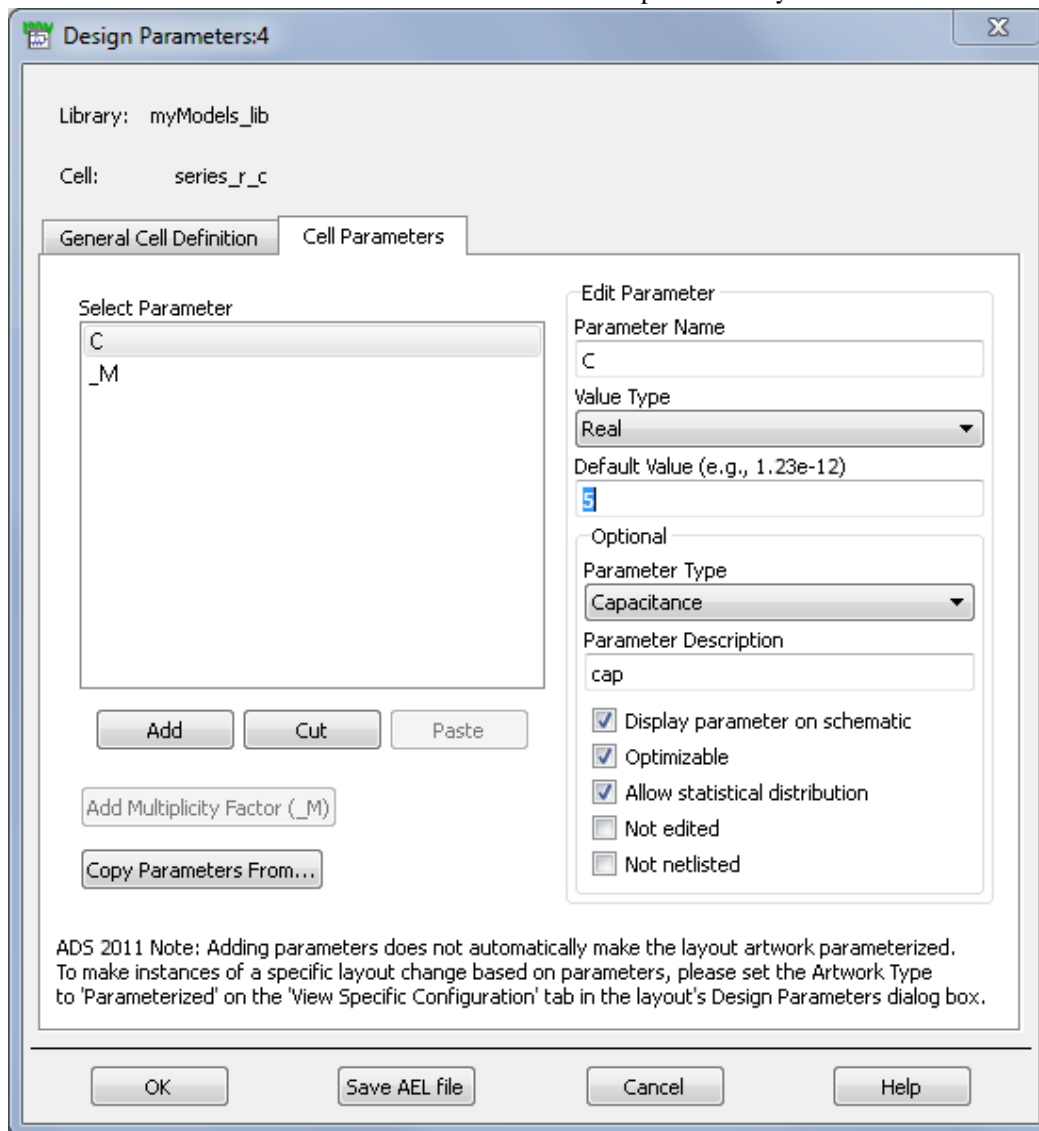 Design Parameters:4
Library: myModels_lib
Cell: series_r_c
General Cell Definition
Cell Parameters
Select Parameter
C
_M
Add
Cut
Paste
Add Multiplicity Factor (_M)
Copy Parameters From...
Edit Parameter
Parameter Name
C
Value Type
Real
Default Value (e.g., 1.23e-12)
5
Optional
Parameter Type
Capacitance
Parameter Description
cap
Display parameter on schematic
Optimizable
Allow statistical distribution
Not edited
Not netlisted
ADS 2011 Note: Adding parameters does not automatically make the layout artwork parameterized.
To make instances of a specific layout change based on parameters, please set the Artwork Type
to 'Parameterized' on the 'View Specific Configuration' tab in the layout's Design Parameters dialog box.
OK
Save AEL file
Cancel
Help